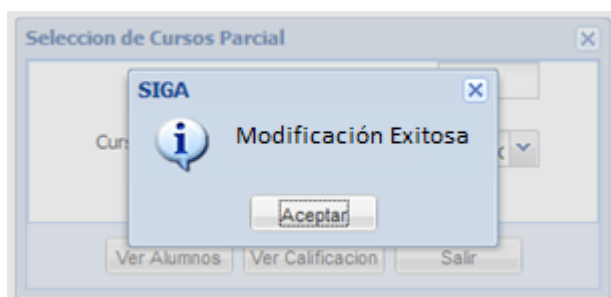 Seleccion de Cursos Parcial
SIGA
Modificación Exitosa
Aceptar
Ver Alumnos
Ver Calificacion
Salir